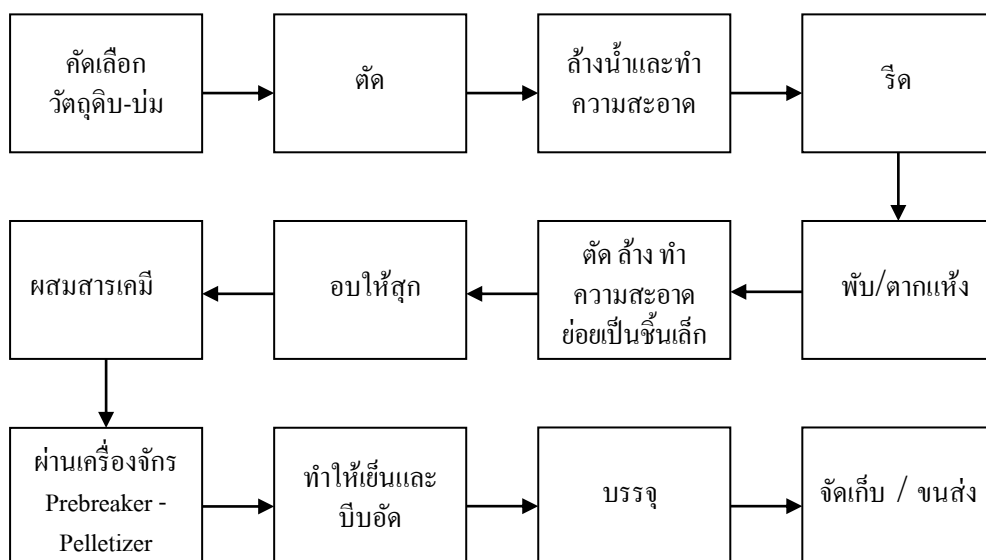 คัดเลือก
วัตถุดิบ-บ่ม
ตัด
ล้างน้ำและทำ
ความสะอาด
รีด
พับ/ตากแห้ง
ตัด ล้าง ทำ
ความสะอาด
ย่อยเป็นชิ้นเล็ก
อบให้สุก
ผสมสารเคมี
ผ่านเครื่องจักร
Prebreaker -
Pelletizer
ทำให้เย็นและ
บีบอัด
บรรจุ
จัดเก็บ / ขนส่ง